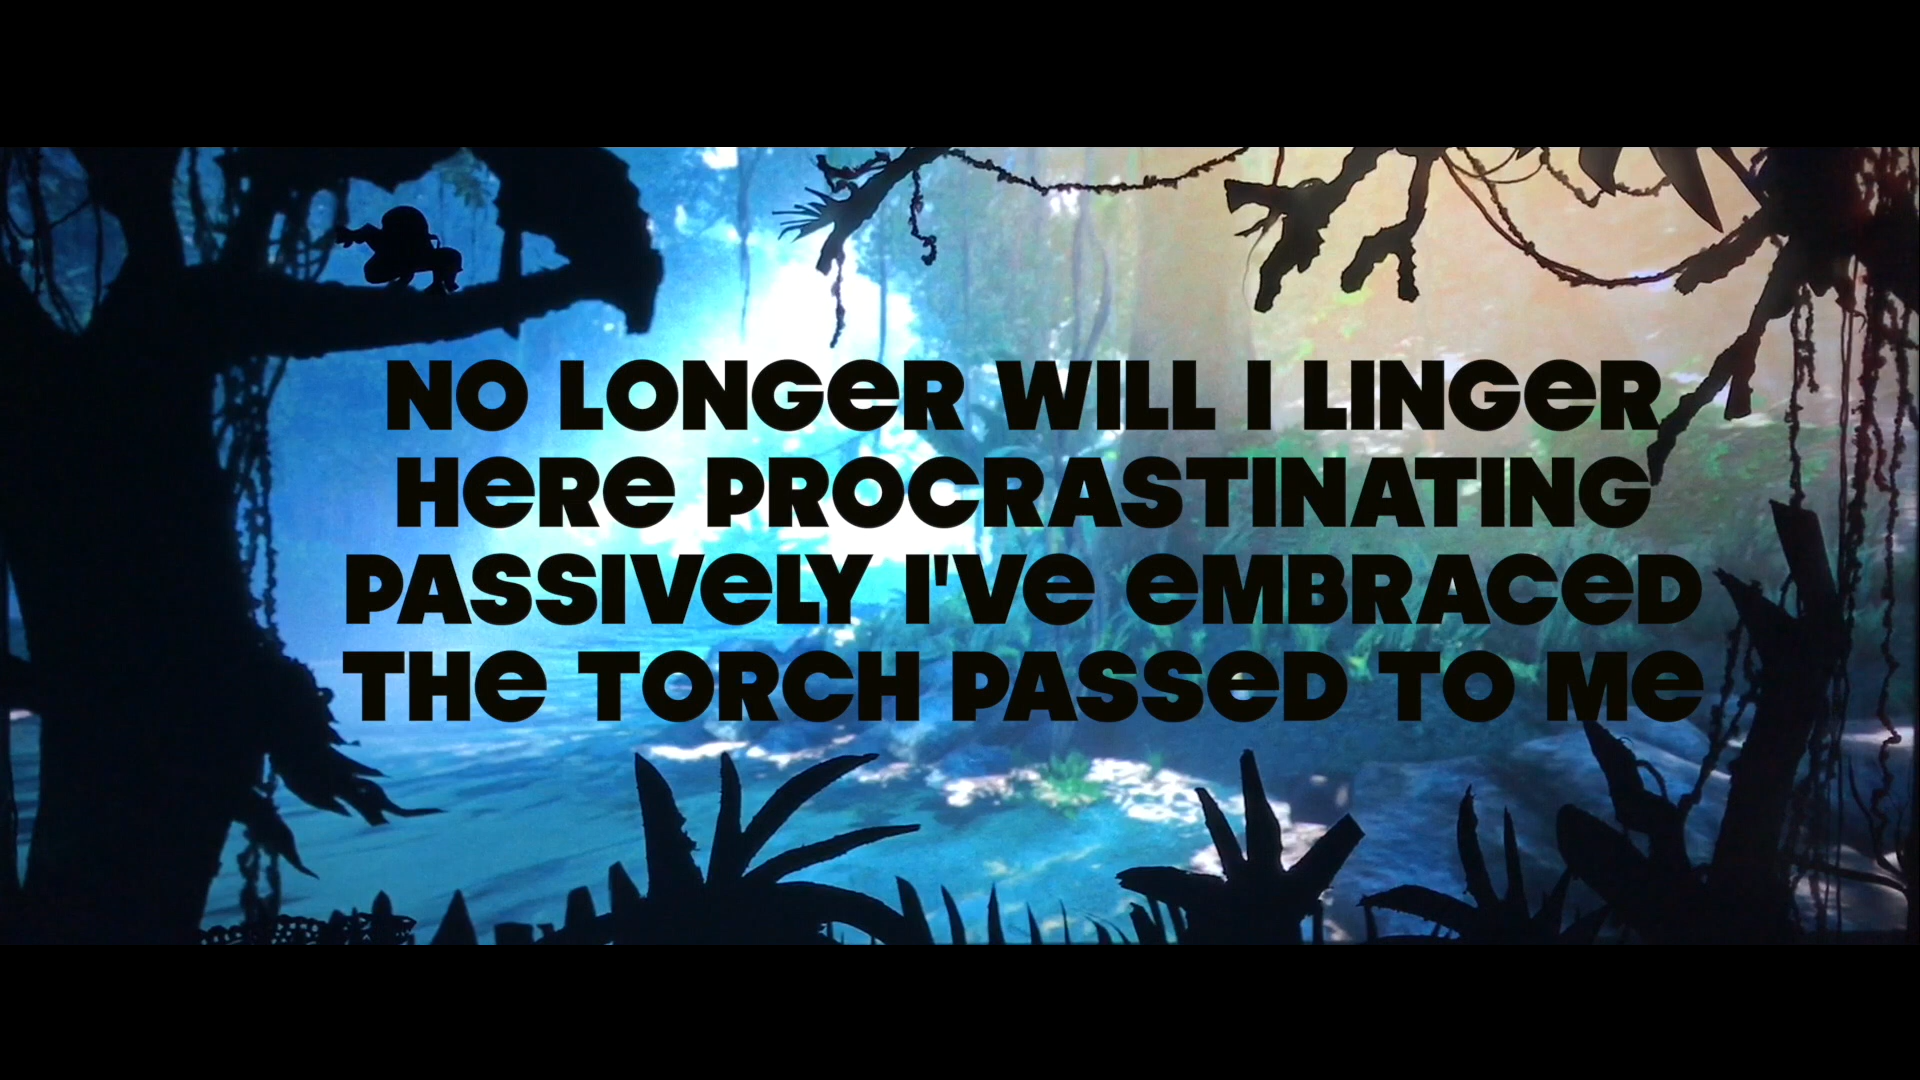 NO LONGER WILL I LINGER
HERE PROCRASTINATING
PASSIVELY I'VE EMBRACED
THE TORCH PASSED TO ME